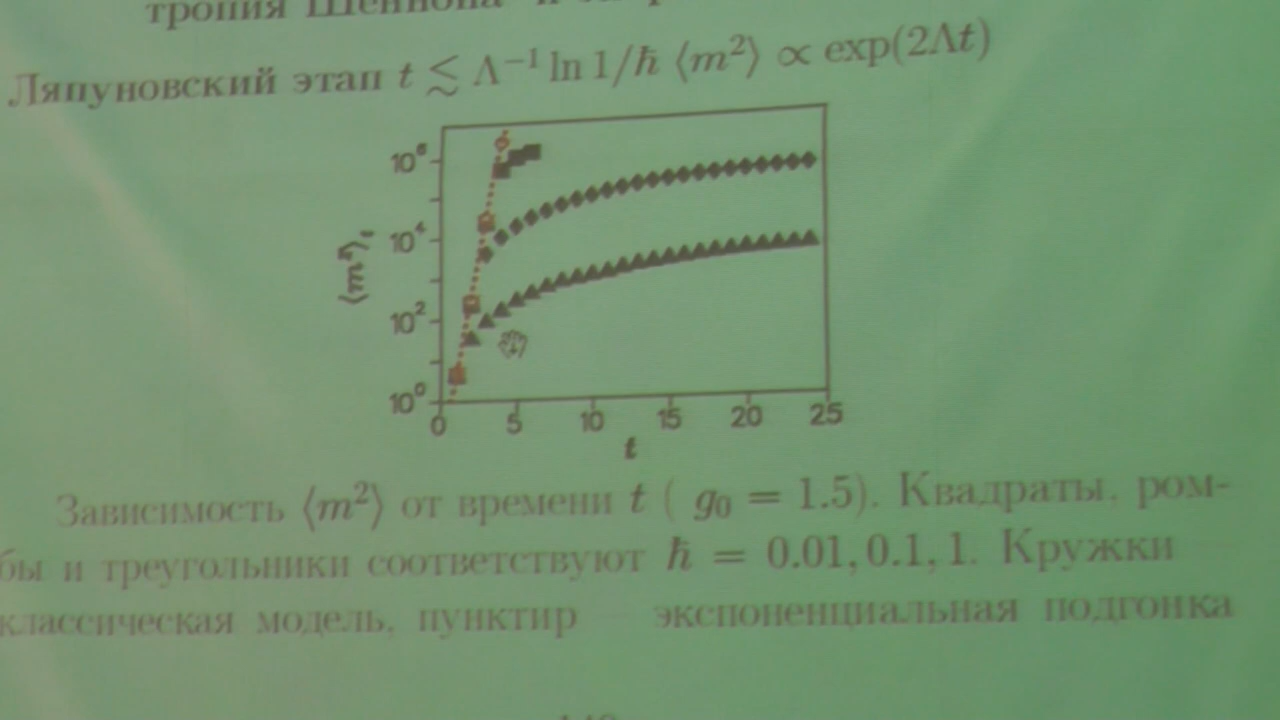 тропия Шеннона и
Ляпуновский этап t ≲ Λ⁻¹ ln 1/ħ ⟨m²⟩ ∝ exp(2Λt)
10⁶
10⁴
⟨m²⟩ₜ
10²
10⁰
0 5 10 15 20 25
t
Зависимость ⟨m²⟩ от времени t ( g₀ = 1.5). Квадраты, ром-
бы и треугольники соответствуют ħ = 0.01, 0.1, 1. Кружки
классическая модель, пунктир экспоненциальная подгонка